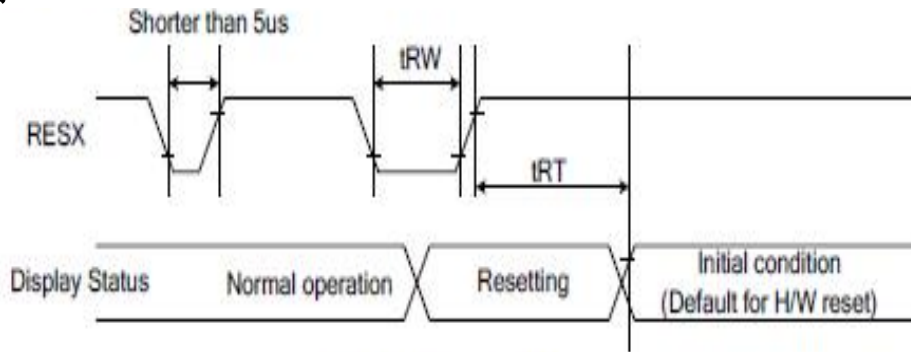 Shorter than 5us
tRW
RESX
tRT
Display Status
Normal operation
Resetting
Initial condition
(Default for H/W reset)